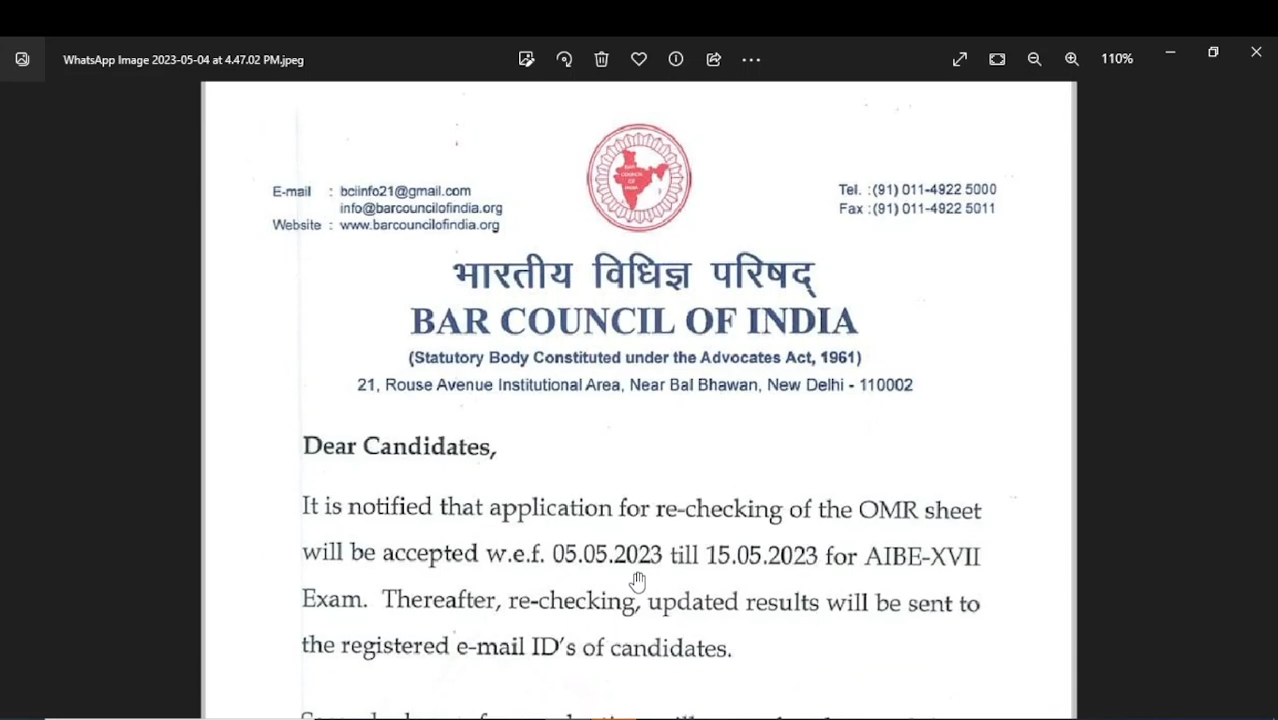 WhatsApp Image 2023-05-04 at 4.47.02 PM.jpeg
110%
E-mail : bciinfo21@gmail.com
info@barcouncilofindia.org
Website : www.barcouncilofindia.org
BAR COUNCIL OF INDIA
Tel. :(91) 011-4922 5000
Fax :(91) 011-4922 5011
भारतीय विधिज्ञ परिषद्
BAR COUNCIL OF INDIA
(Statutory Body Constituted under the Advocates Act, 1961)
21, Rouse Avenue Institutional Area, Near Bal Bhawan, New Delhi - 110002
Dear Candidates,
It is notified that application for re-checking of the OMR sheet
will be accepted w.e.f. 05.05.2023 till 15.05.2023 for AIBE-XVII
Exam. Thereafter, re-checking, updated results will be sent to
the registered e-mail ID's of candidates.